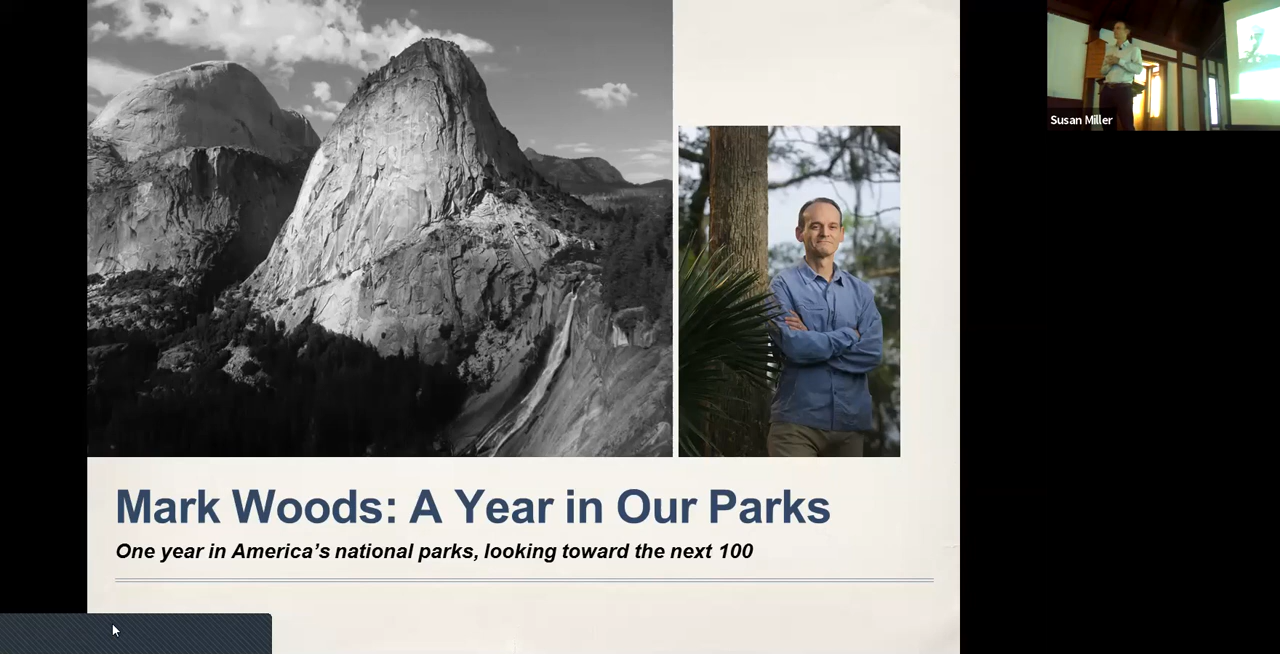 Susan Miller
Mark Woods: A Year in Our Parks
One year in America's national parks, looking toward the next 100